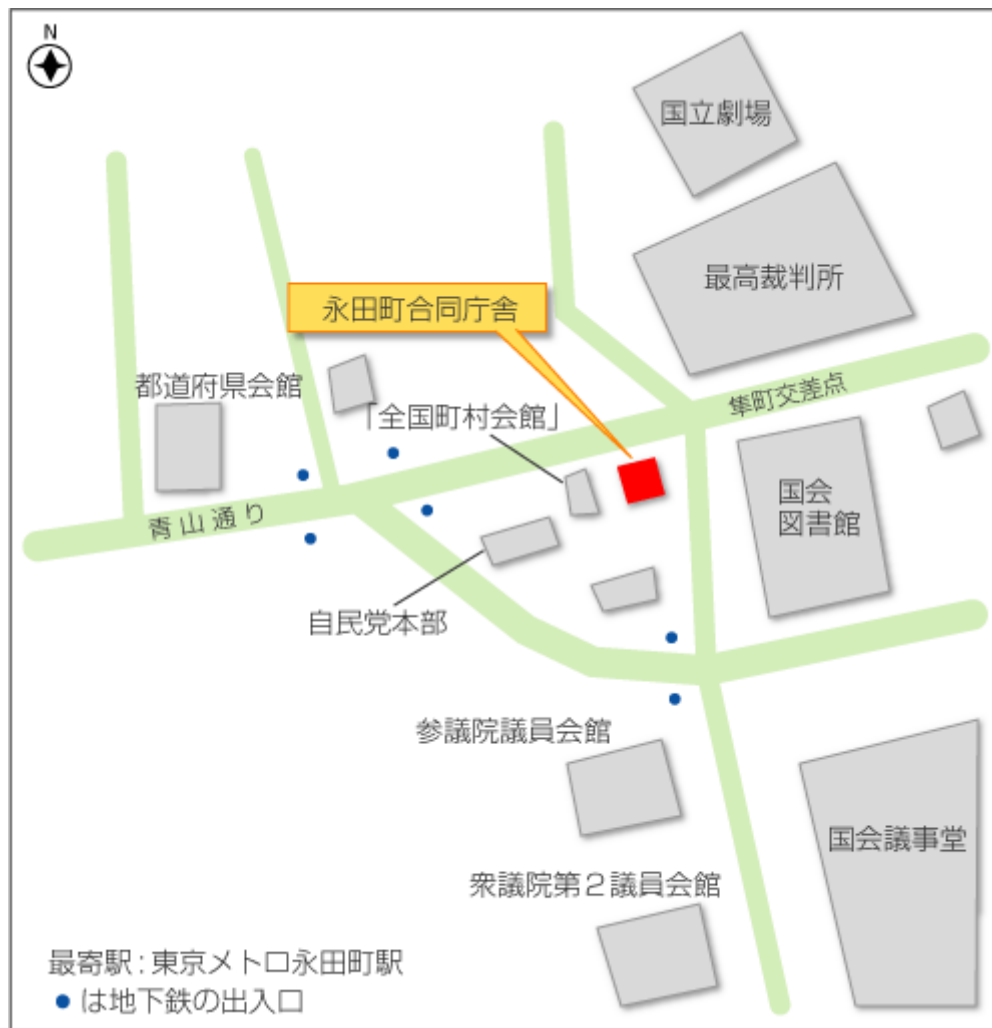 N
国立劇場
最高裁判所
永田町合同庁舎
都道府県会館
隼町交差点
「全国町村会館」
国会
図書館
青山通り
自民党本部
参議院議員会館
国会議事堂
衆議院第2議員会館
最寄駅:東京メトロ永田町駅
●は地下鉄の出入口